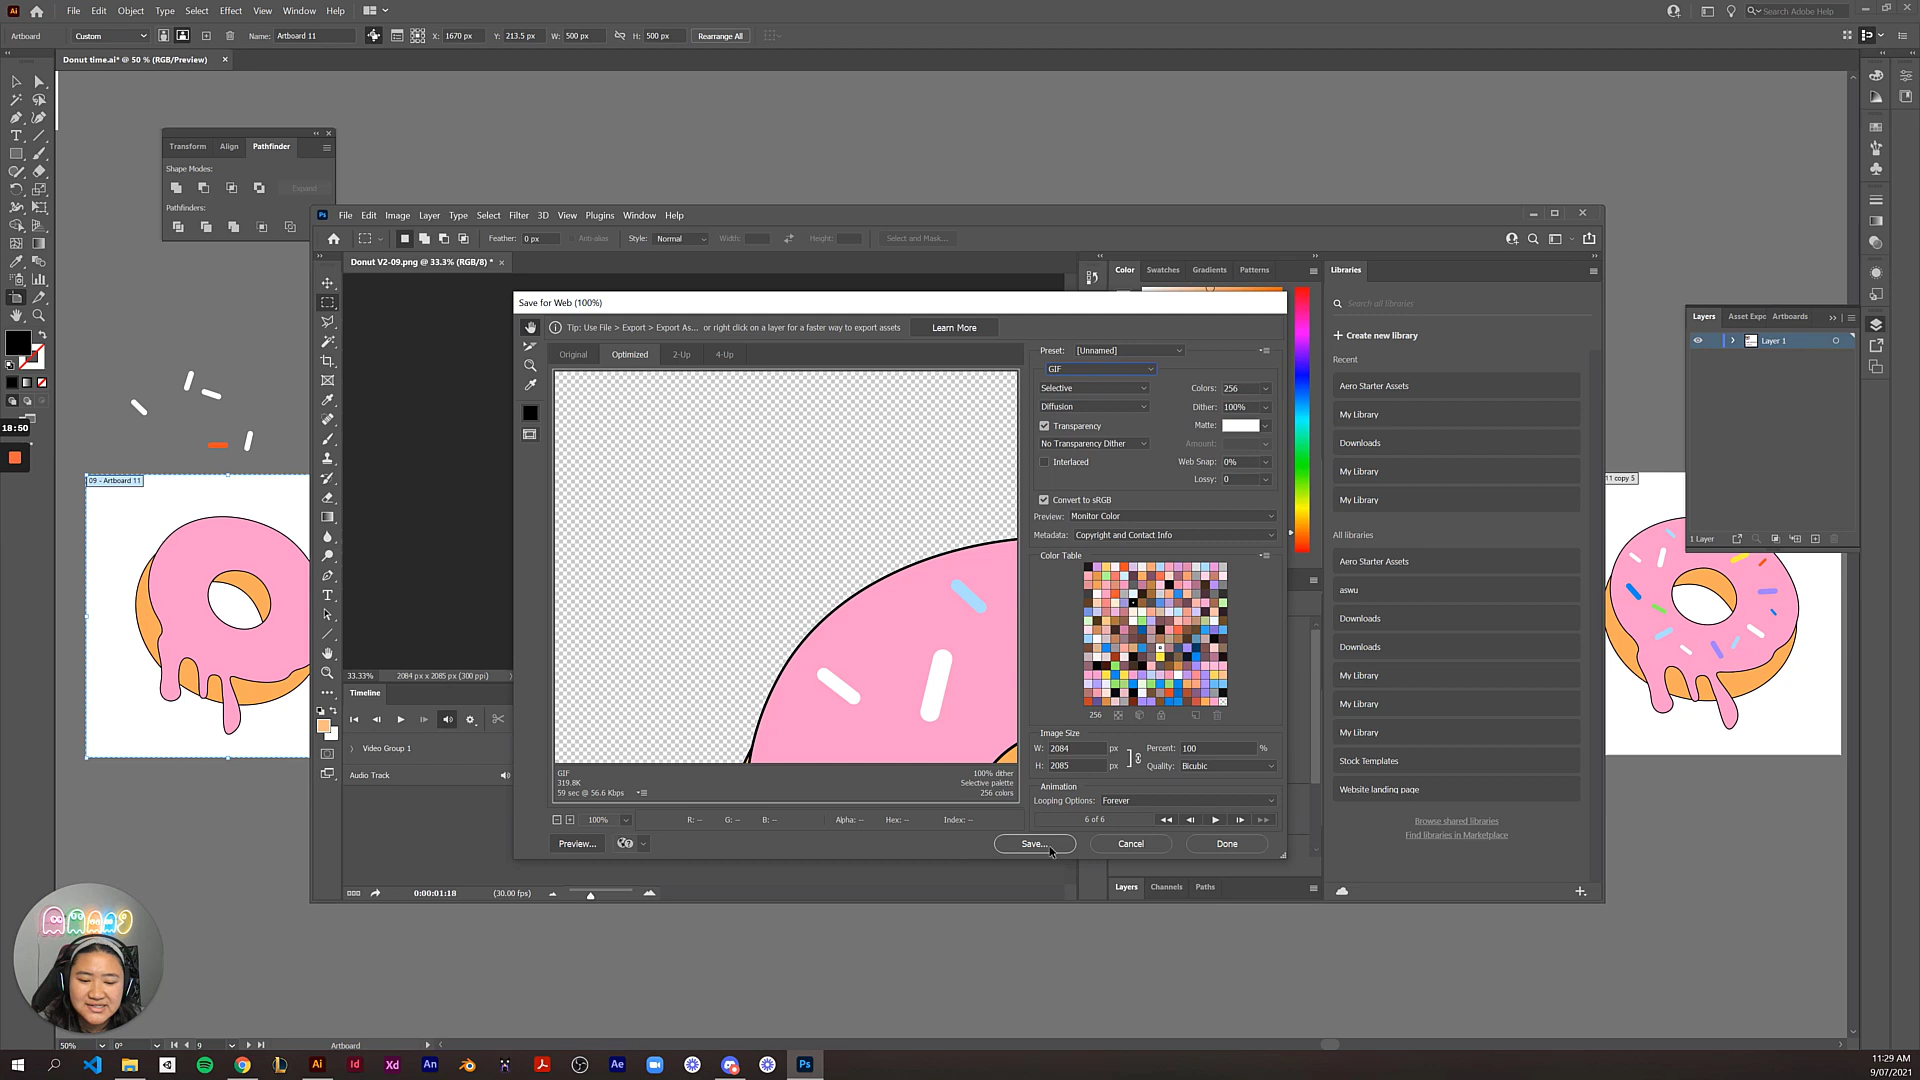 Ai File Edit Object Type Select Effect View Window Help Search Adobe Help
Artboard Custom Name: Artboard 11 X: 1670 px Y: 213.5 px W: 500 px H: 500 px Rearrange All
Donut time.ai* @ 50 % (RGB/Preview) ×
Transform Align Pathfinder
Shape Modes:
Expand
Pathfinders:
Ps File Edit Image Layer Type Select Filter 3D View Plugins Window Help
Feather: 0 px Anti-alias Style: Normal Width: Height: Select and Mask...
Donut V2-09.png @ 33.3% (RGB/8) * ×
Color Swatches Gradients Patterns
Libraries
Search all libraries
Create new library
Recent
Aero Starter Assets
My Library
Downloads
My Library
My Library
All libraries
Aero Starter Assets
aswu
Downloads
Downloads
My Library
My Library
My Library
Stock Templates
Website landing page
Browse shared libraries
Find libraries in Marketplace
Save for Web (100%)
Tip: Use File > Export > Export As... or right click on a layer for a faster way to export assets Learn More
Original Optimized 2-Up 4-Up
Preset: [Unnamed]
GIF
Selective Colors: 256
Diffusion Dither: 100%
Transparency Matte:
No Transparency Dither Amount:
Interlaced Web Snap: 0%
Lossy: 0
Convert to sRGB
Preview: Monitor Color
Metadata: Copyright and Contact Info
Color Table
256
Image Size
W: 2084 px Percent: 100 %
H: 2085 px Quality: Bicubic
Animation
Looping Options: Forever
6 of 6
GIF
319.8K
59 sec @ 56.6 Kbps
100% dither
Selective palette
256 colors
100% R: -- G: -- B: -- Alpha: -- Hex: -- Index: --
Preview... Save... Cancel Done
33.33% 2084 px x 2085 px (300 ppi)
Timeline
Video Group 1
Audio Track
0:00:01:18 (30.00 fps)
Layers Channels Paths
Layers Asset Expc Artboards
Layer 1
1 Layer
18:50
09 - Artboard 11
11 copy 5
50% 0° 9 Artboard
Ai Id Xd An Ae Ps
11:29 AM
9/07/2021